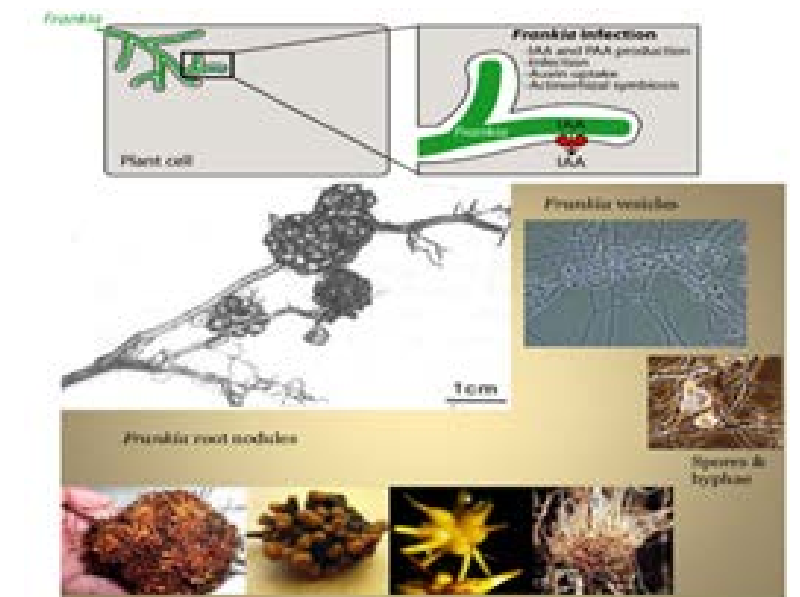 Frankia
Plant cell
Frankia infection
-IAA and PAA production
-Infection
-Auxin uptake
-Actinorhizal symbiosis
Frankia
IAA
IAA
Frankia vesicles
1cm
Frankia root nodules
Spores &
hyphae